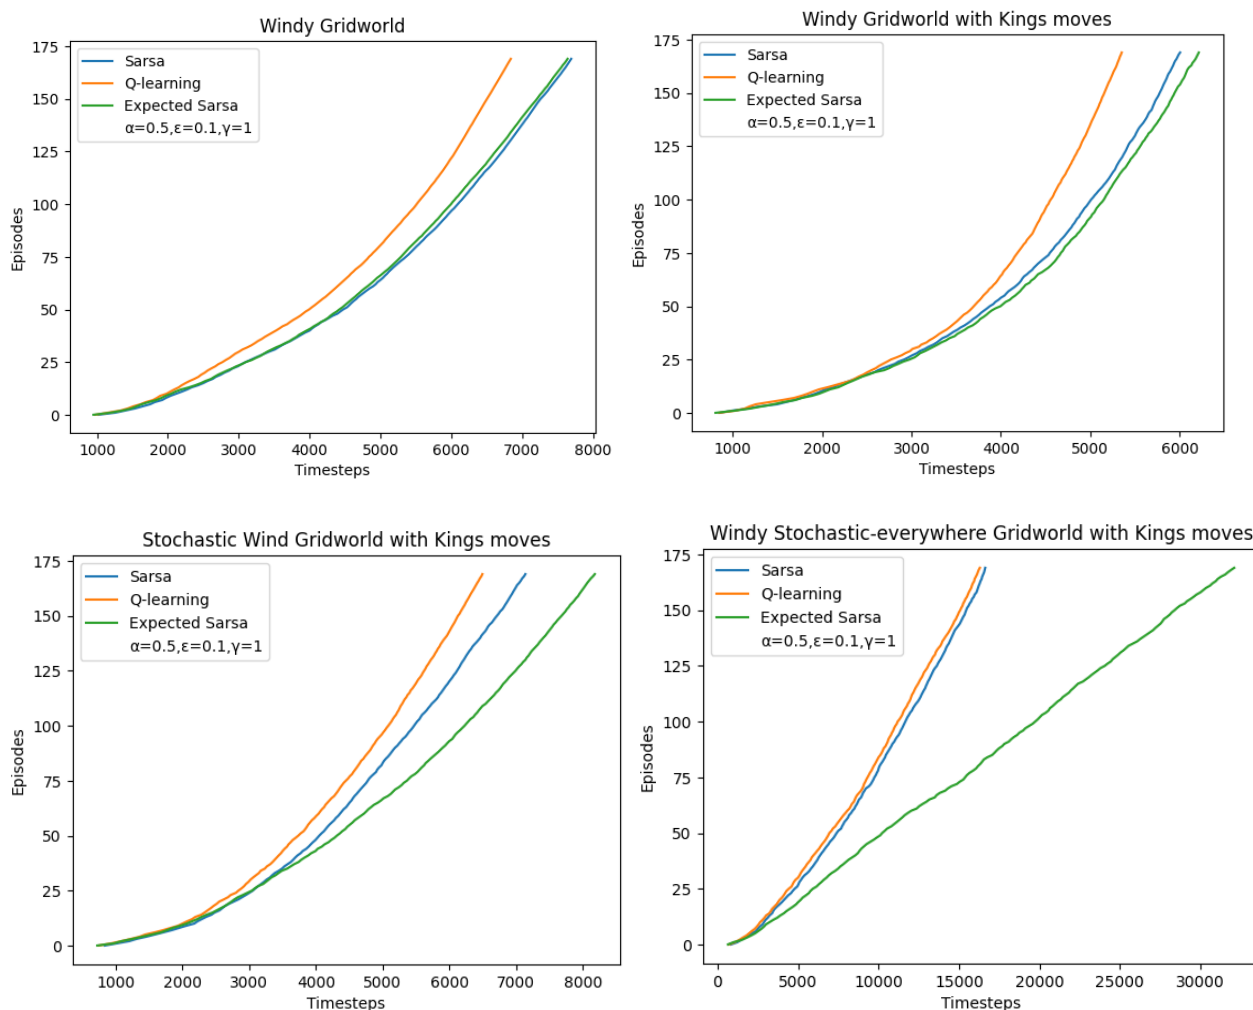 Windy Gridworld
175
150
125
100
75
50
25
0
Episodes
Sarsa
Q-learning
Expected Sarsa
α=0.5,ε=0.1,γ=1
1000 2000 3000 4000 5000 6000 7000 8000
Timesteps
Windy Gridworld with Kings moves
175
150
125
100
75
50
25
0
Episodes
Sarsa
Q-learning
Expected Sarsa
α=0.5,ε=0.1,γ=1
1000 2000 3000 4000 5000 6000
Timesteps
Stochastic Wind Gridworld with Kings moves
175
150
125
100
75
50
25
0
Episodes
Sarsa
Q-learning
Expected Sarsa
α=0.5,ε=0.1,γ=1
1000 2000 3000 4000 5000 6000 7000 8000
Timesteps
Windy Stochastic-everywhere Gridworld with Kings moves
175
150
125
100
75
50
25
0
Episodes
Sarsa
Q-learning
Expected Sarsa
α=0.5,ε=0.1,γ=1
0 5000 10000 15000 20000 25000 30000
Timesteps